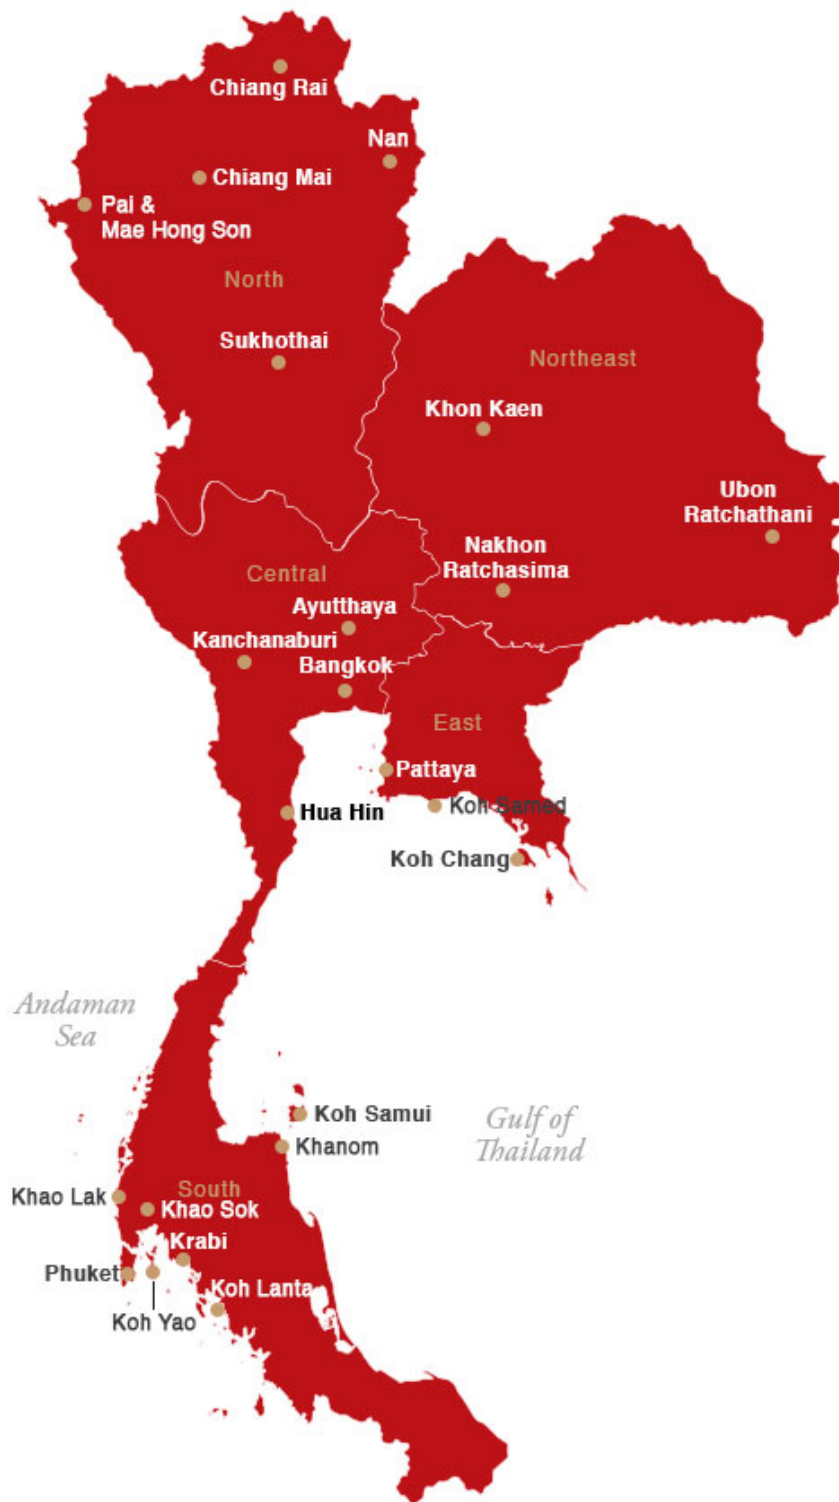 Chiang Rai
Nan
Chiang Mai
Pai &
Mae Hong Son
North
Sukhothai
Northeast
Khon Kaen
Ubon
Ratchathani
Nakhon
Ratchasima
Central
Ayutthaya
Kanchanaburi
Bangkok
East
Pattaya
Koh Samed
Hua Hin
Koh Chang
Andaman
Sea
Koh Samui
Gulf of
Thailand
Khanom
South
Khao Lak
Khao Sok
Krabi
Phuket
Koh Lanta
Koh Yao